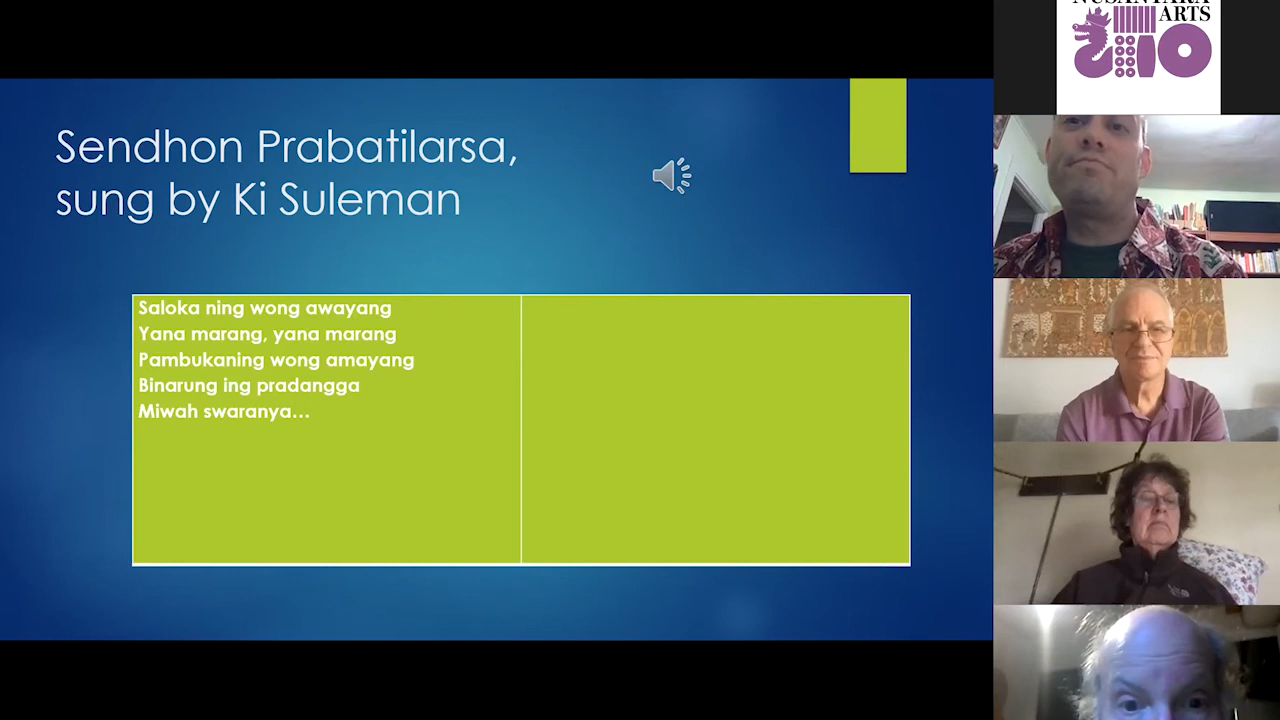 Sendhon Prabatilarsa,
sung by Ki Suleman
Saloka ning wong awayang
Yana marang, yana marang
Pambukaning wong amayang
Binarung ing pradangga
Miwah swaranya…
NUSANTARA
ARTS